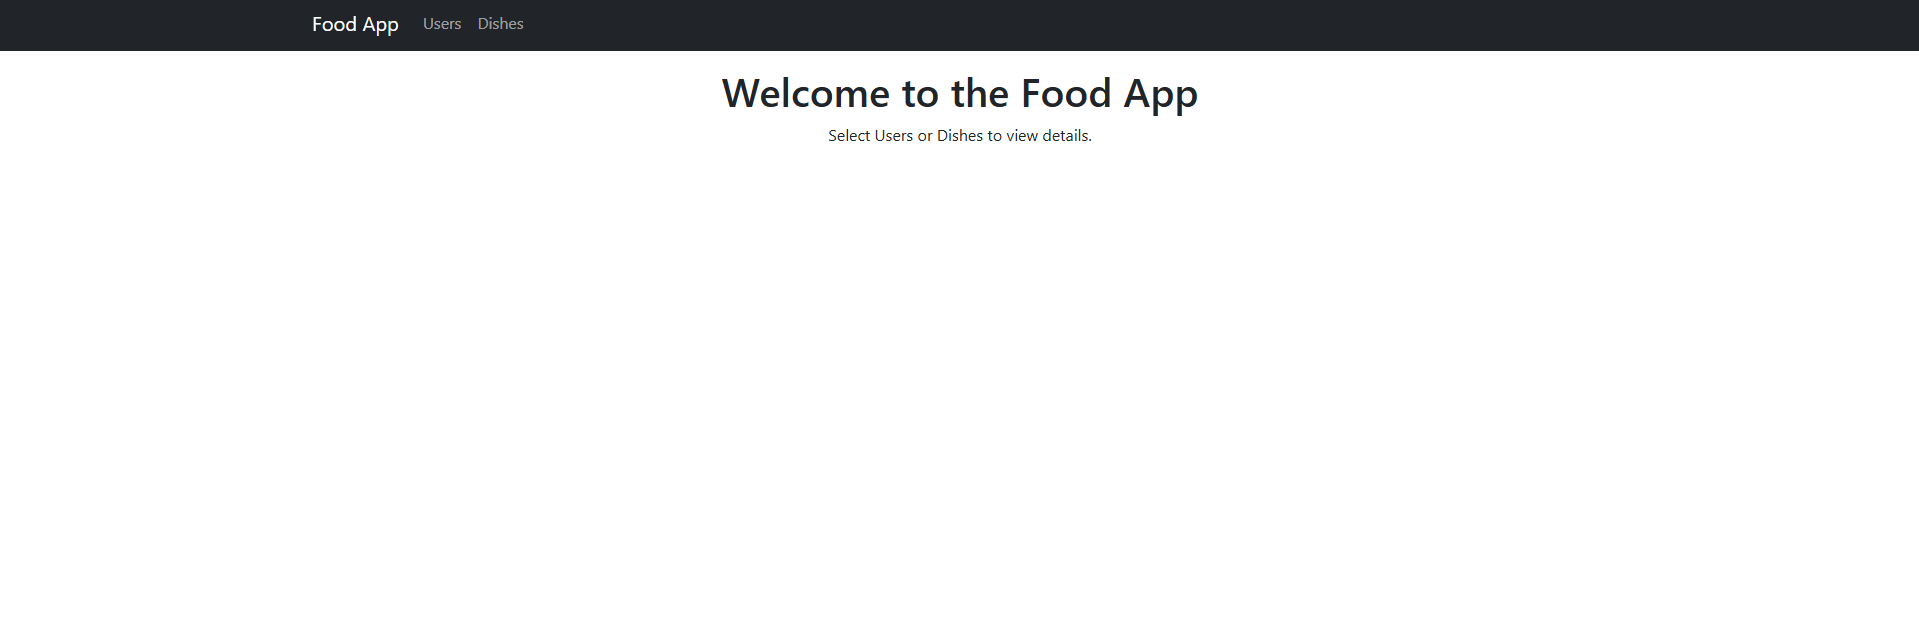 Food App Users Dishes
Welcome to the Food App
Select Users or Dishes to view details.